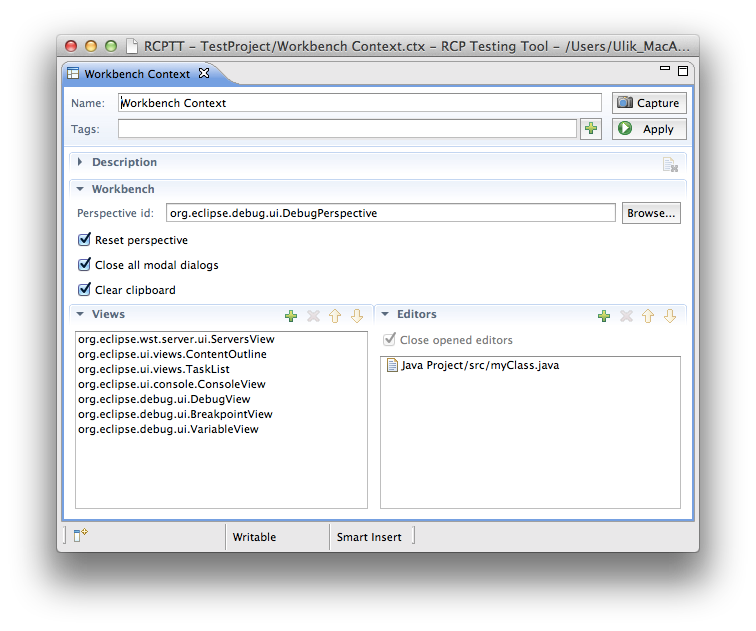 RCPTT – TestProject/Workbench Context.ctx – RCP Testing Tool – /Users/Ulik_MacA...
Workbench Context
Name: Workbench Context Capture
Tags: Apply
Description
Workbench
Perspective id: org.eclipse.debug.ui.DebugPerspective Browse...
Reset perspective
Close all modal dialogs
Clear clipboard
Views
org.eclipse.wst.server.ui.ServersView
org.eclipse.ui.views.ContentOutline
org.eclipse.ui.views.TaskList
org.eclipse.ui.console.ConsoleView
org.eclipse.debug.ui.DebugView
org.eclipse.debug.ui.BreakpointView
org.eclipse.debug.ui.VariableView
Editors
Close opened editors
Java Project/src/myClass.java
Writable Smart Insert